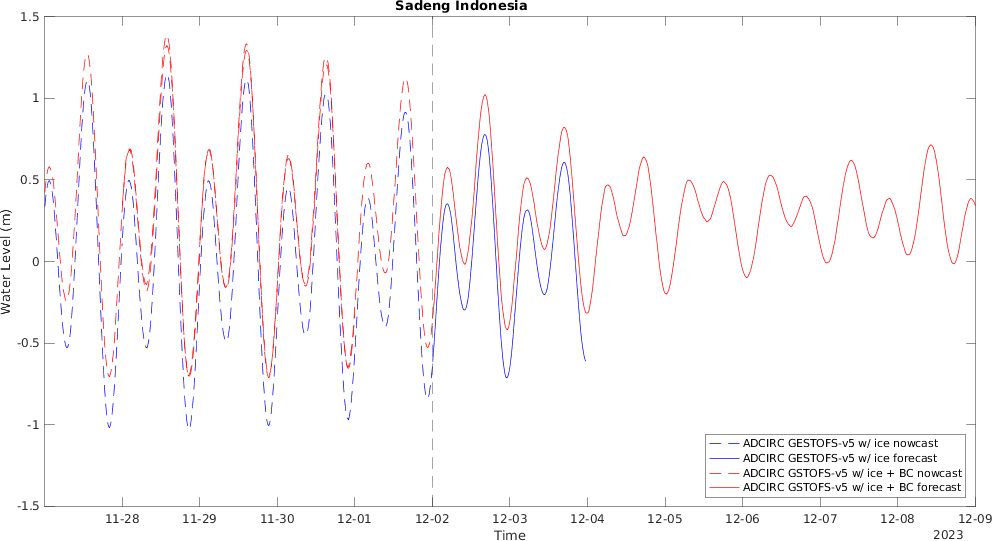 Sadeng Indonesia
1.5
1
0.5
0
-0.5
-1
-1.5
Water Level (m)
11-28 11-29 11-30 12-01 12-02 12-03 12-04 12-05 12-06 12-07 12-08 12-09
Time
2023
ADCIRC GESTOFS-v5 w/ ice nowcast
ADCIRC GESTOFS-v5 w/ ice forecast
ADCIRC GSTOFS-v5 w/ ice + BC nowcast
ADCIRC GSTOFS-v5 w/ ice + BC forecast